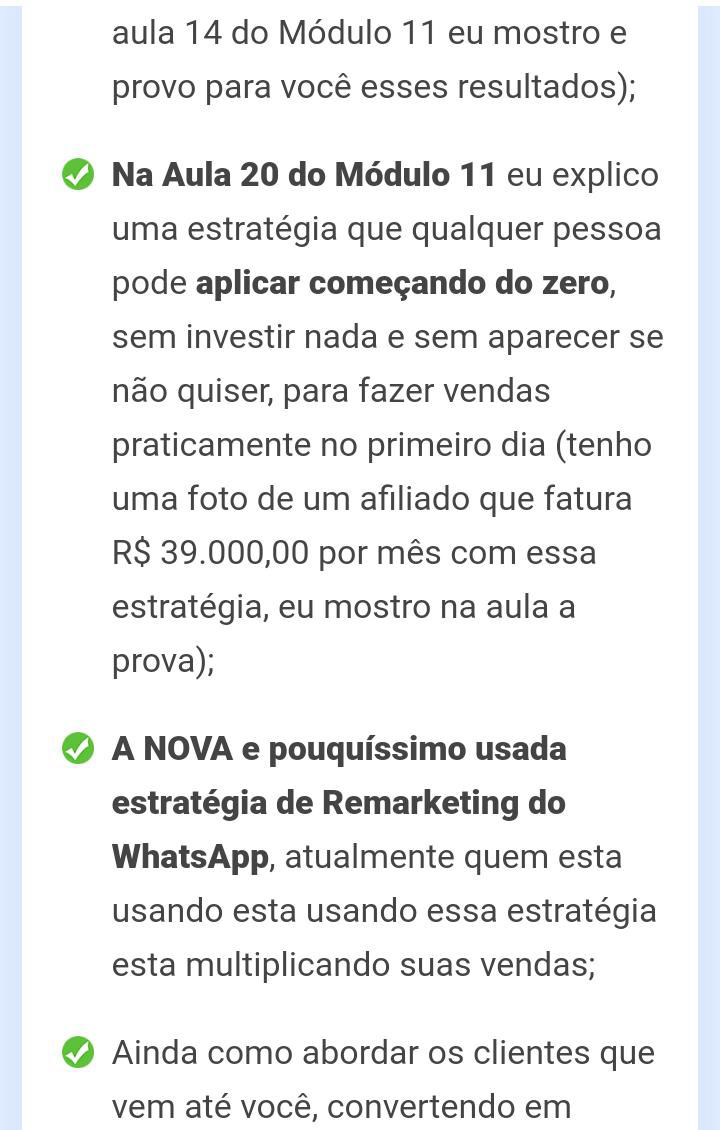 aula 14 do Módulo 11 eu mostro e
provo para você esses resultados);
Na Aula 20 do Módulo 11 eu explico
uma estratégia que qualquer pessoa
pode aplicar começando do zero,
sem investir nada e sem aparecer se
não quiser, para fazer vendas
praticamente no primeiro dia (tenho
uma foto de um afiliado que fatura
R$ 39.000,00 por mês com essa
estratégia, eu mostro na aula a
prova);
A NOVA e pouquíssimo usada
estratégia de Remarketing do
WhatsApp, atualmente quem esta
usando esta usando essa estratégia
esta multiplicando suas vendas;
Ainda como abordar os clientes que
vem até você, convertendo em